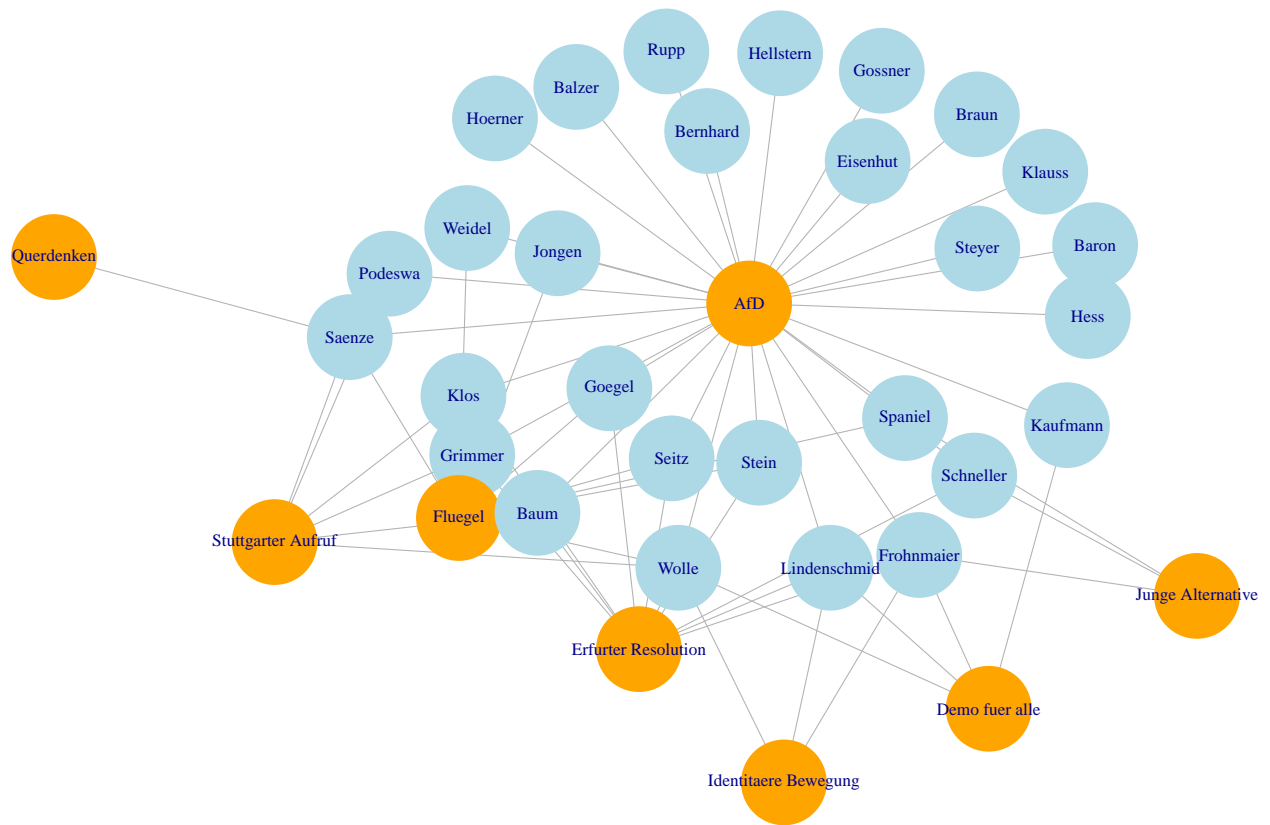 Rupp
Hellstern
Gossner
Balzer
Hoerner
Bernhard
Braun
Eisenhut
Klauss
Weidel
Jongen
Steyer
Baron
Querdenken
Podeswa
AfD
Hess
Saenze
Goegel
Klos
Spaniel
Kaufmann
Grimmer
Seitz
Stein
Schneller
Fluegel
Baum
Stuttgarter Aufruf
Wolle
Lindenschmid
Frohnmaier
Junge Alternative
Erfurter Resolution
Demo fuer alle
Identitaere Bewegung